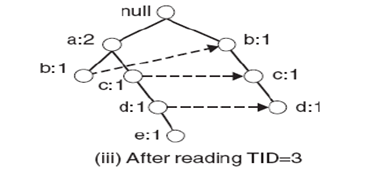 null
a:2 b:1
b:1 c:1 c:1
d:1 d:1
e:1
(iii) After reading TID=3